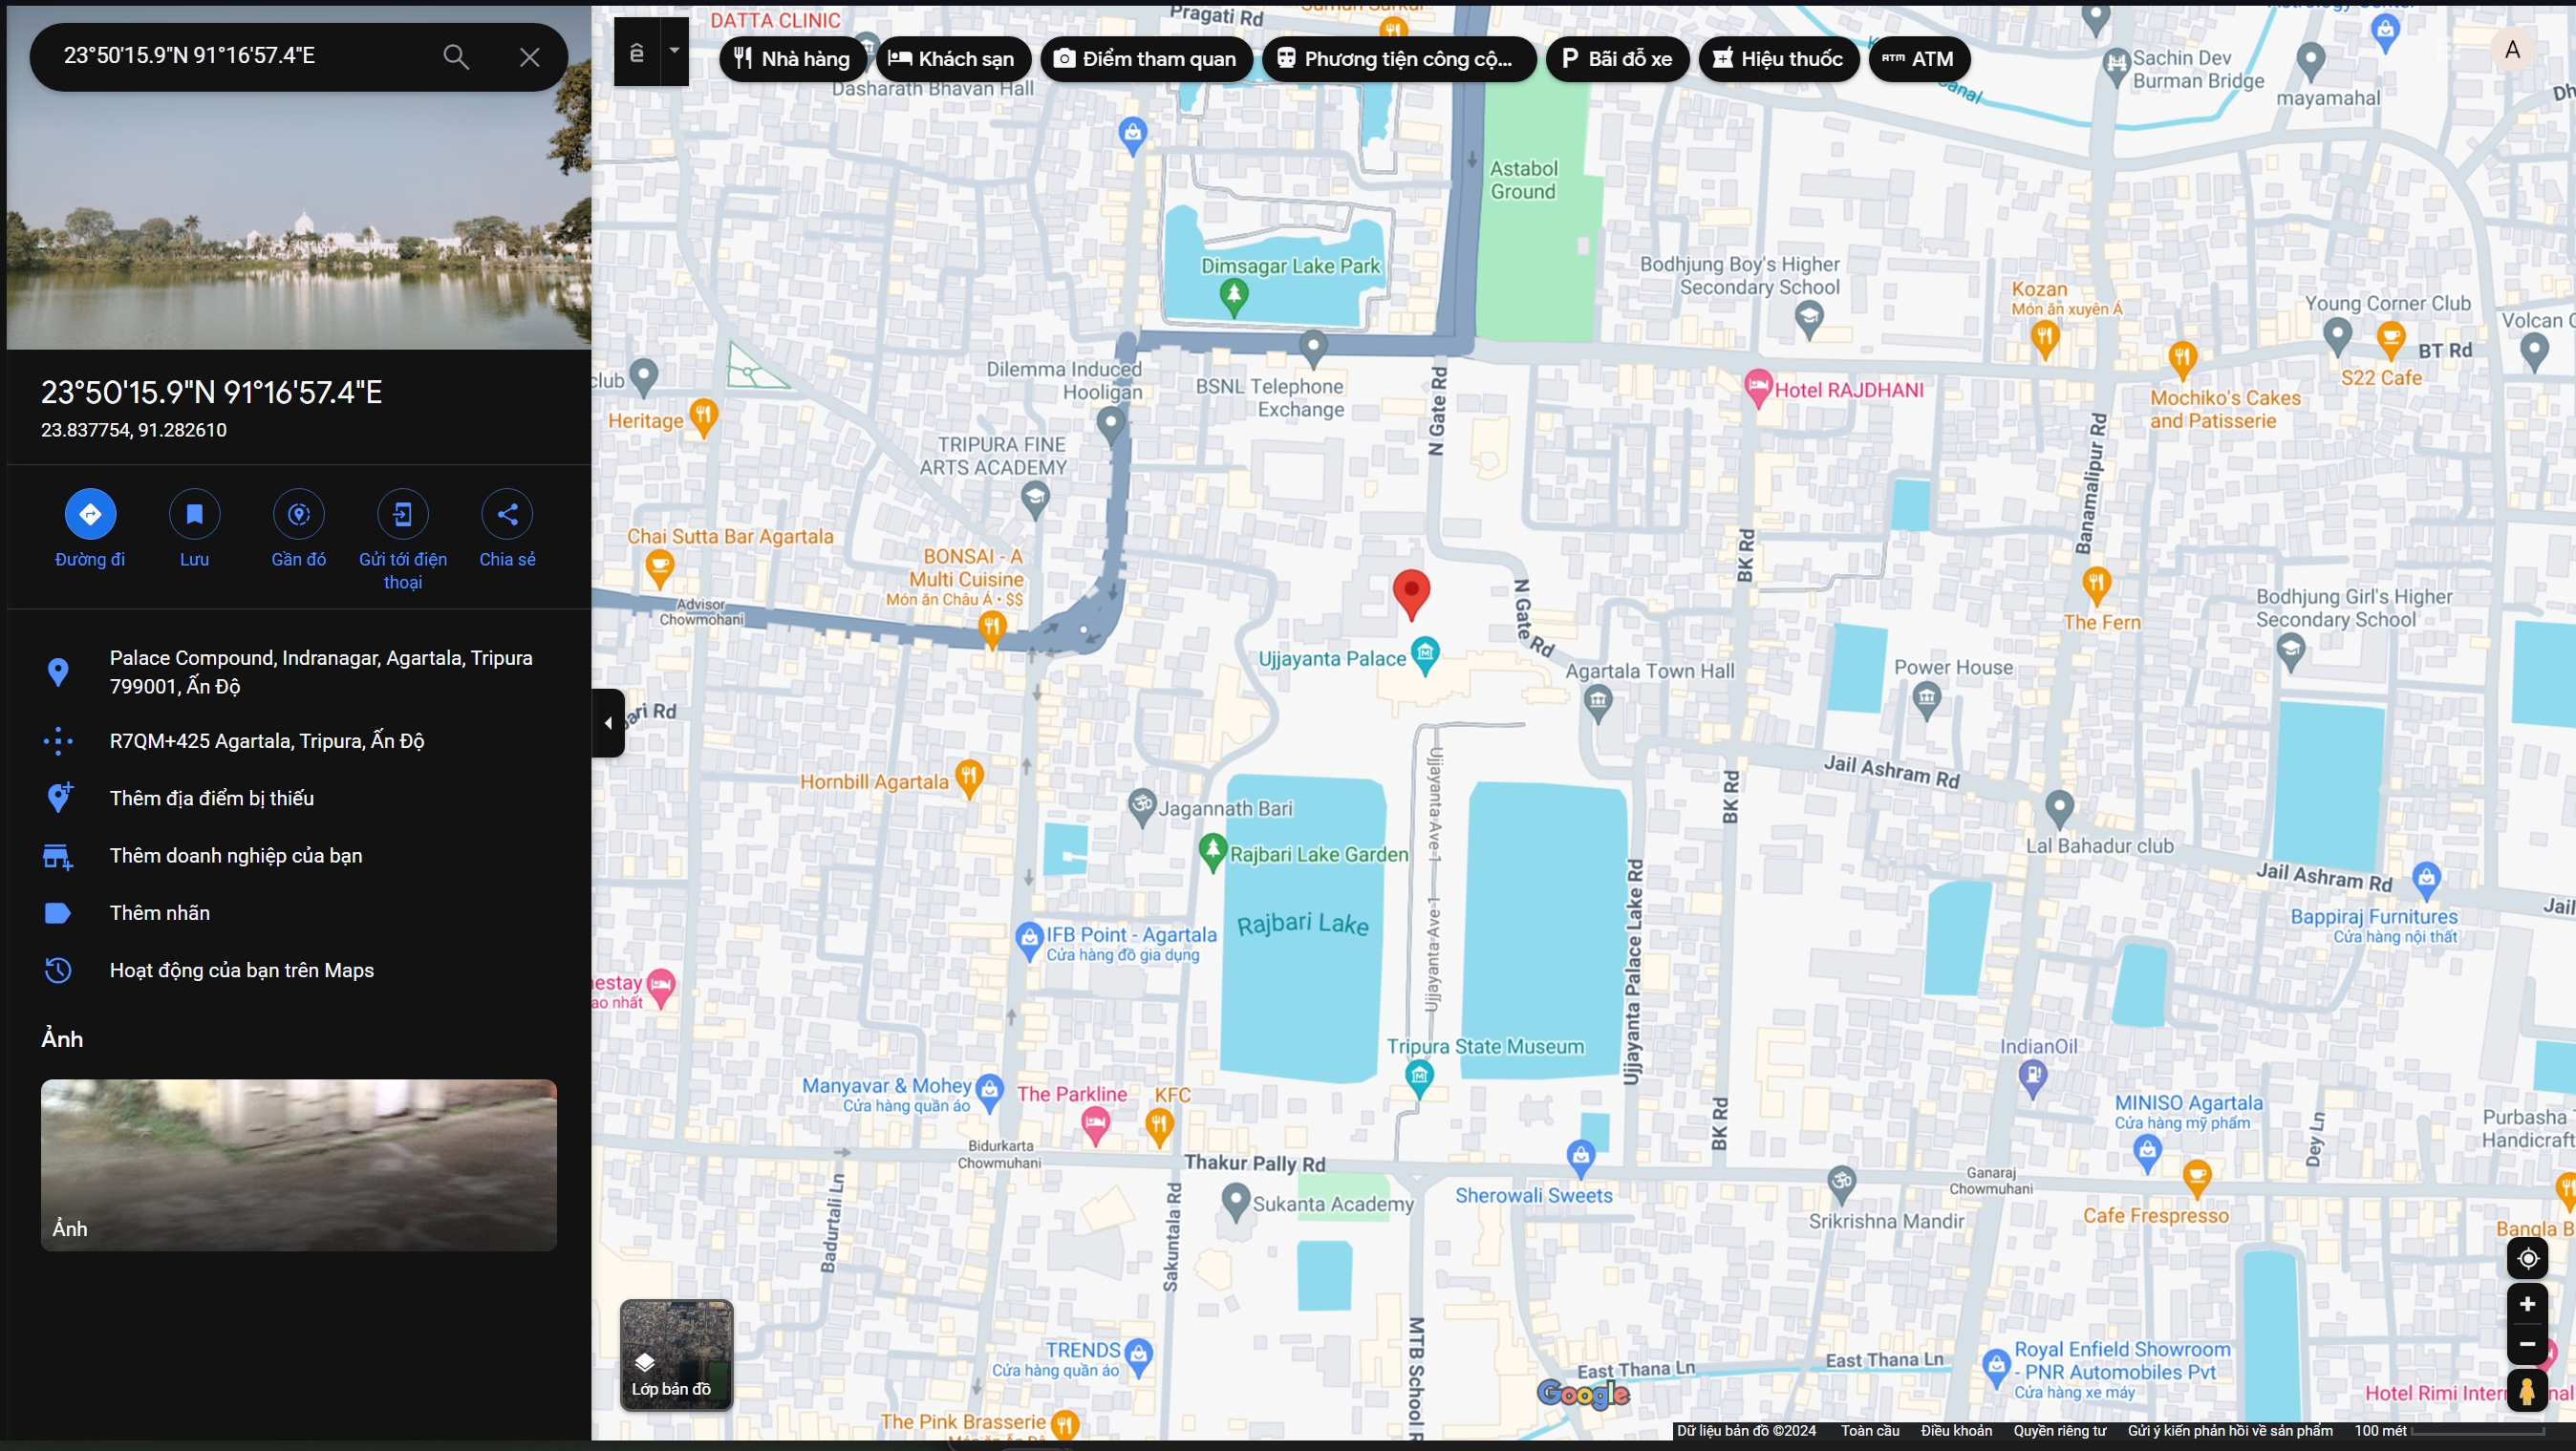 23°50'15.9"N 91°16'57.4"E
23°50'15.9"N 91°16'57.4"E
23.837754, 91.282610
Đường đi
Lưu
Gần đó
Gửi tới điện
thoại
Chia sẻ
Palace Compound, Indranagar, Agartala, Tripura
799001, Ấn Độ
R7QM+425 Agartala, Tripura, Ấn Độ
Thêm địa điểm bị thiếu
Thêm doanh nghiệp của bạn
Thêm nhãn
Hoạt động của bạn trên Maps
Ảnh
Ảnh
ê
Nhà hàng
Khách sạn
Điểm tham quan
Phương tiện công cộ...
P Bãi đỗ xe
Hiệu thuốc
ATM ATM
A
DATTA CLINIC
Pragati Rd
Dasharath Bhavan Hall
Sachin Dev
Burman Bridge
mayamahal
Astabol
Ground
Dimsagar Lake Park
Bodhjung Boy's Higher
Secondary School
Kozan
Món ăn xuyên Á
Young Corner Club
BT Rd
S22 Cafe
Dilemma Induced
Hooligan
BSNL Telephone
Exchange
N Gate Rd
Hotel RAJDHANI
Mochiko's Cakes
and Patisserie
club
Heritage
TRIPURA FINE
ARTS ACADEMY
Banamalipur Rd
Chai Sutta Bar Agartala
BONSAI - A
Multi Cuisine
Món ăn Châu Á • $$
Advisor
Chowmohani
BK Rd
N Gate Rd
The Fern
Bodhjung Girl's Higher
Secondary School
Ujjayanta Palace
Agartala Town Hall
Power House
ari Rd
Hornbill Agartala
Jagannath Bari
Ujjayanta Ave 1
BK Rd
Jail Ashram Rd
Lal Bahadur club
Rajbari Lake Garden
Rajbari Lake
Ujjayanta Ave 1
Ujjayanta Palace Lake Rd
Jail Ashram Rd
Jail
Bappiraj Furnitures
Cửa hàng nội thất
IFB Point - Agartala
Cửa hàng đồ gia dụng
estay
ao nhất
Tripura State Museum
IndianOil
Manyavar & Mohey
Cửa hàng quần áo
The Parkline
KFC
BK Rd
MINISO Agartala
Cửa hàng mỹ phẩm
Dey Ln
Purbasha
Handicraft
Bidurkarta
Chowmuhani
Thakur Pally Rd
Ganaraj
Chowmuhani
Sukanta Academy
Sherowali Sweets
Srikrishna Mandir
Cafe Frespresso
Bangla B
Badurtali Ln
Sakuntala Rd
MTB School R
TRENDS
Cửa hàng quần áo
East Thana Ln
East Thana Ln
Royal Enfield Showroom
- PNR Automobiles Pvt
Cửa hàng xe máy
Hotel Rimi Inter
nal
The Pink Brasserie
Lớp bản đồ
Google
Dữ liệu bản đồ ©2024 Toàn cầu Điều khoản Quyền riêng tư Gửi ý kiến phản hồi về sản phẩm 100 mét